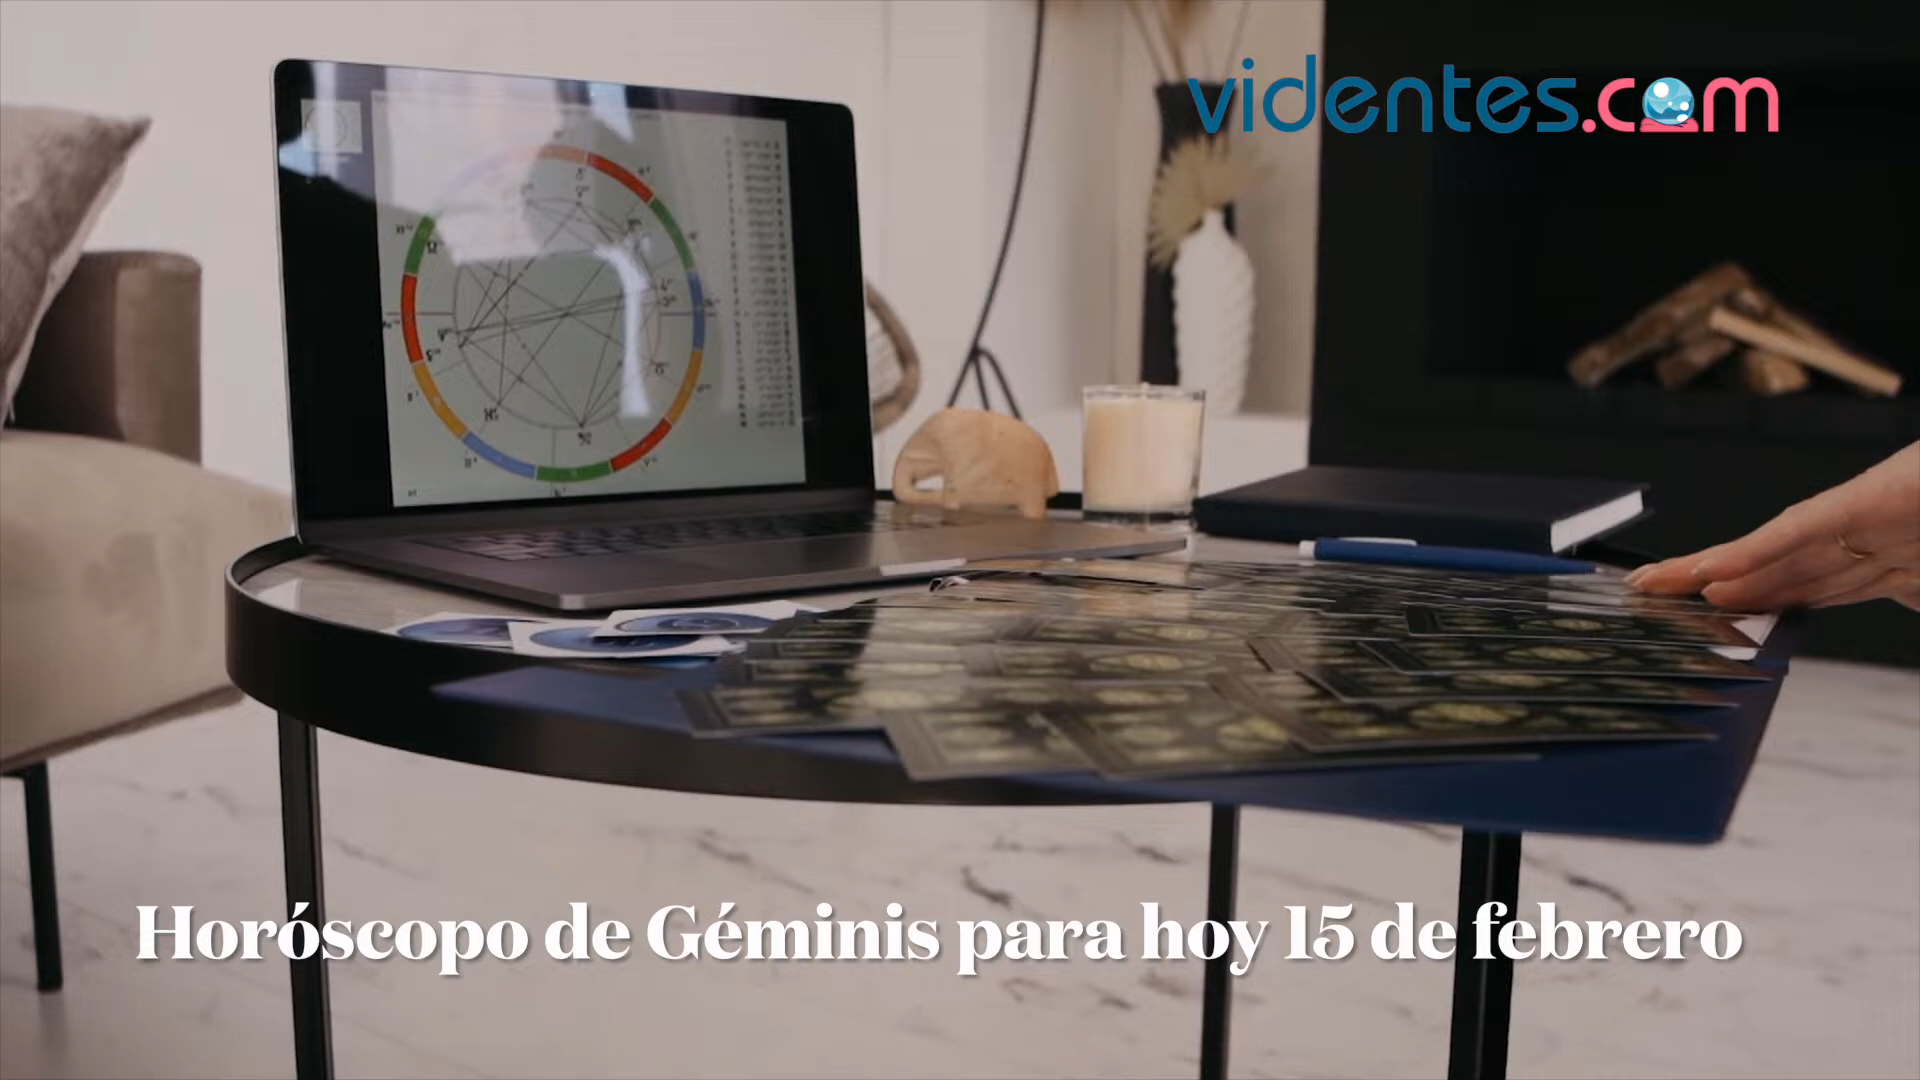 videntes.com
Horóscopo de Géminis para hoy 15 de febrero